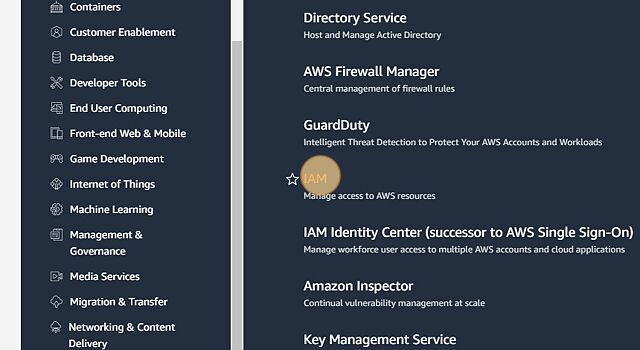 Containers
Customer Enablement
Database
Developer Tools
End User Computing
Front-end Web & Mobile
Game Development
Internet of Things
Machine Learning
Management &
Governance
Media Services
Migration & Transfer
Networking & Content
Delivery
Directory Service
Host and Manage Active Directory
AWS Firewall Manager
Central management of firewall rules
GuardDuty
Intelligent Threat Detection to Protect Your AWS Accounts and Workloads
IAM
Manage access to AWS resources
IAM Identity Center (successor to AWS Single Sign-On)
Manage workforce user access to multiple AWS accounts and cloud applications
Amazon Inspector
Continual vulnerability management at scale
Key Management Service